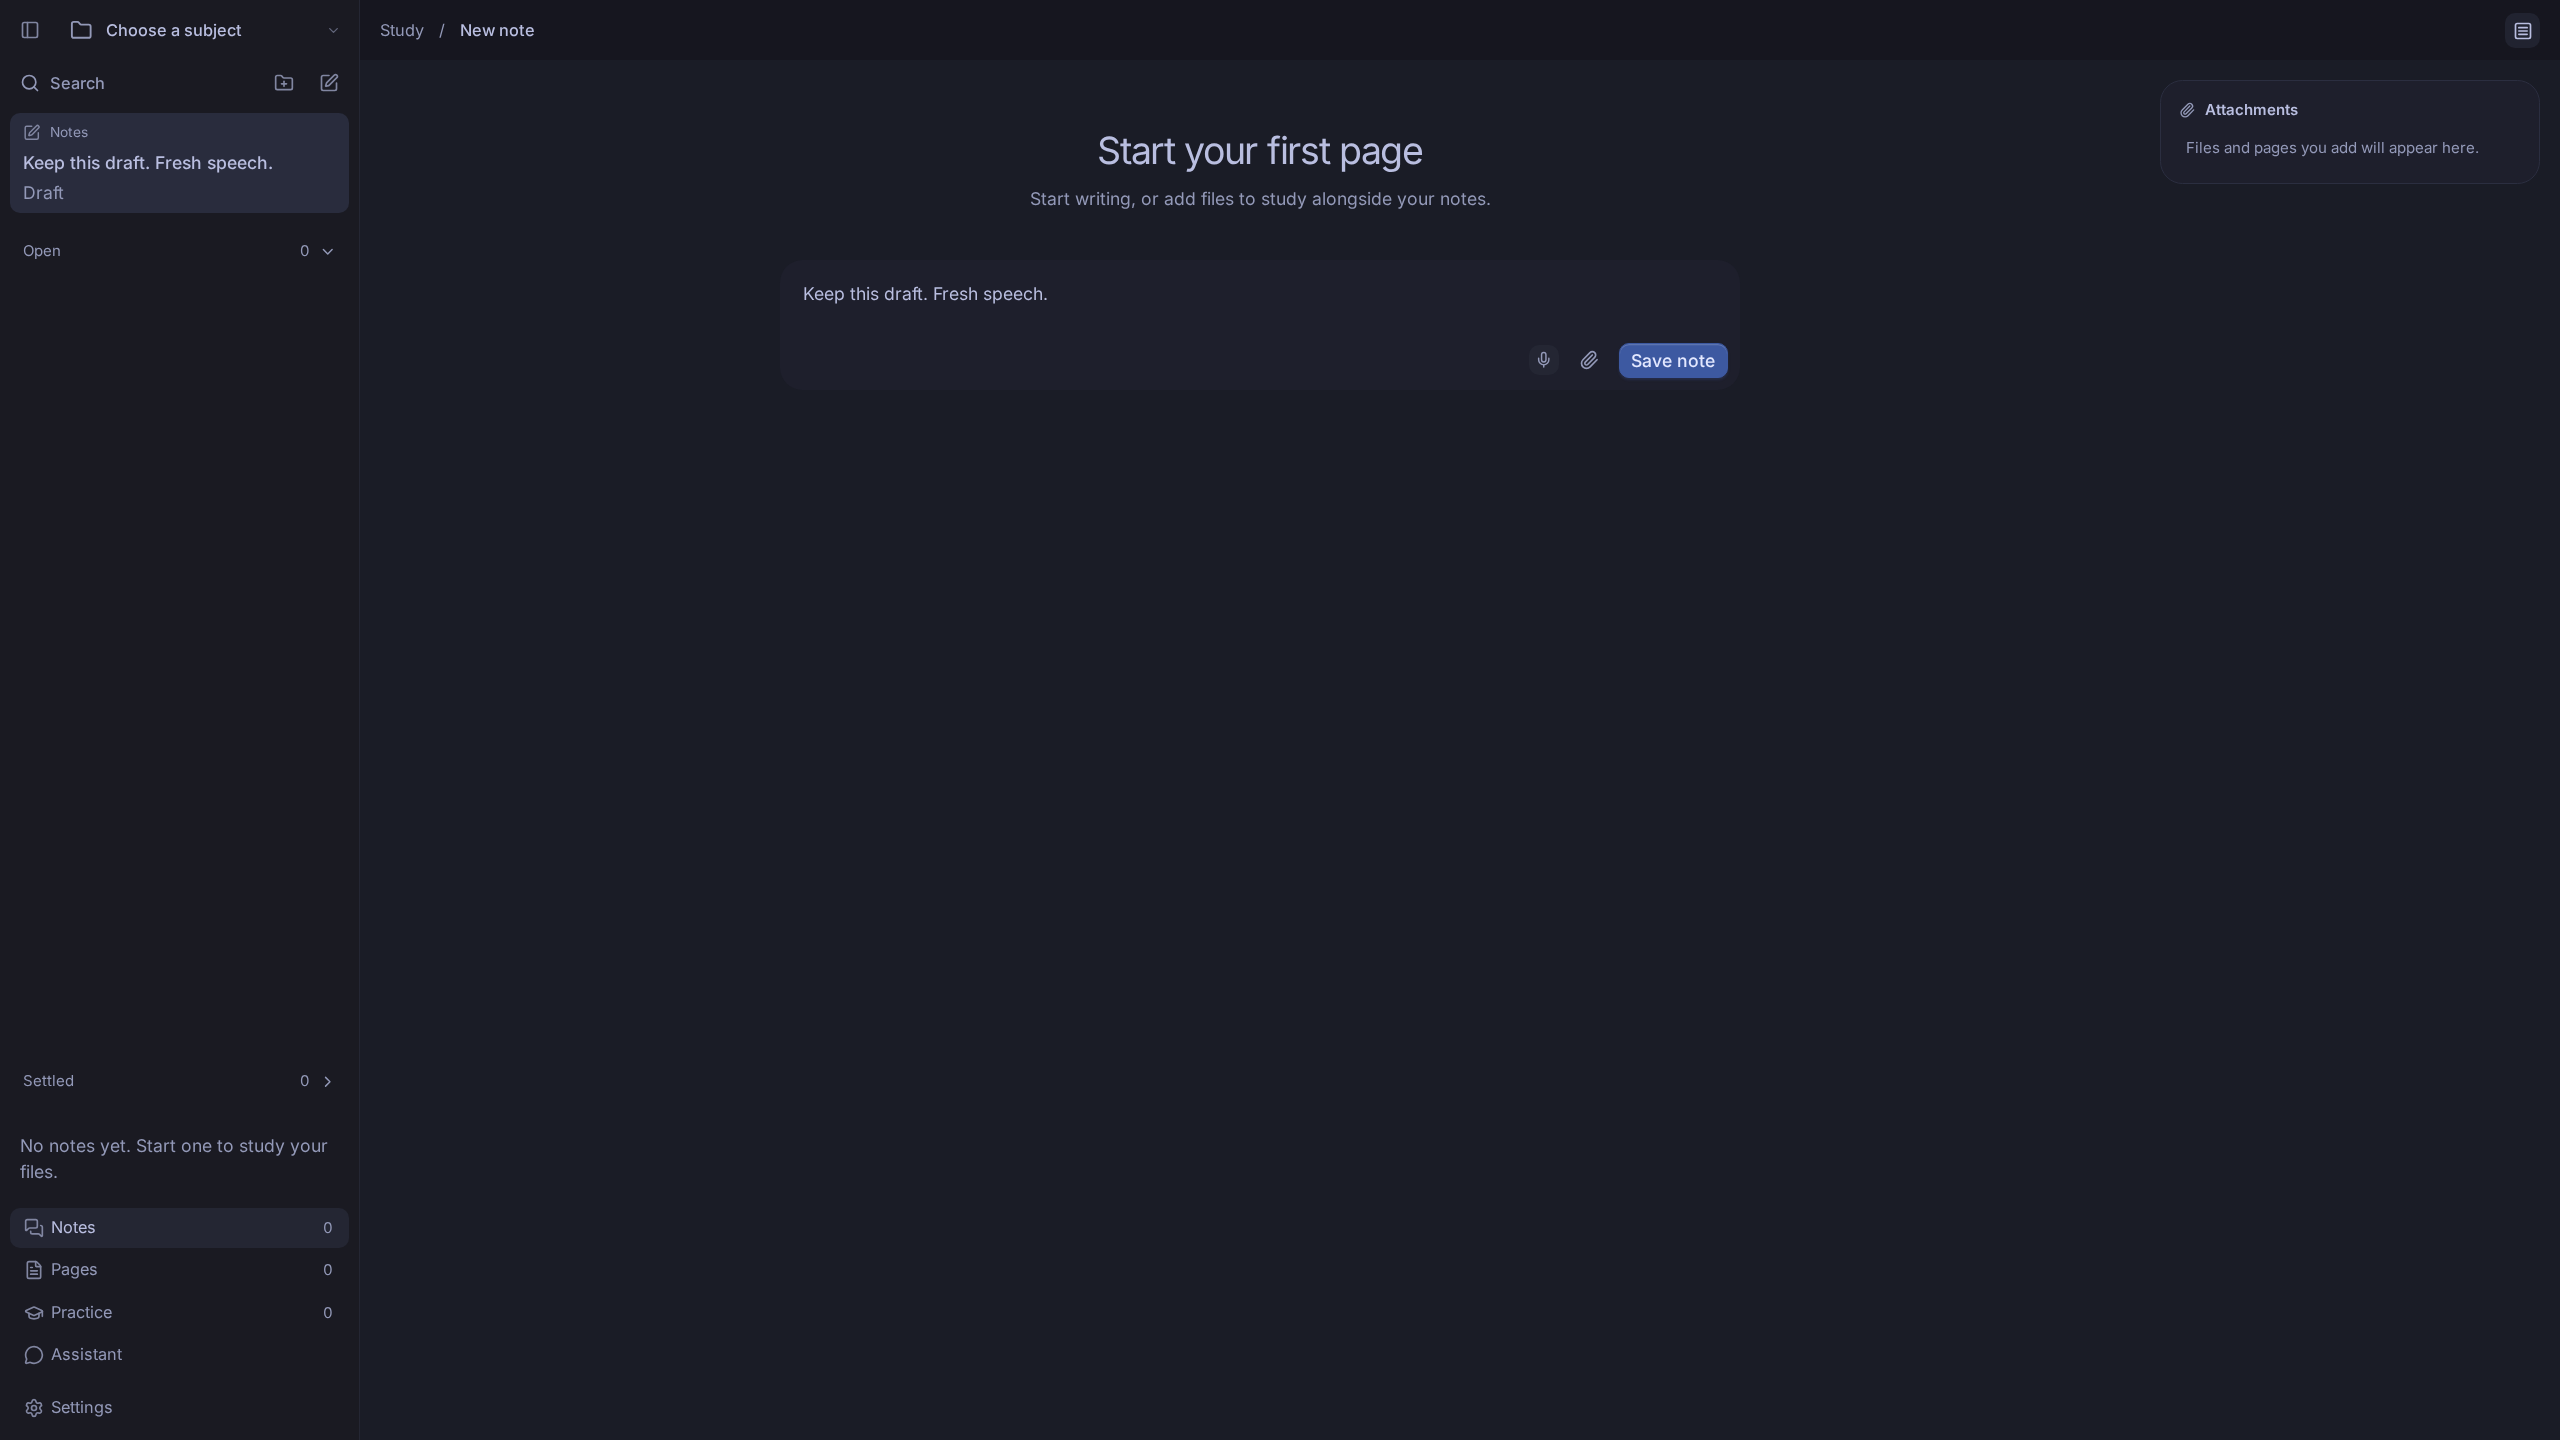 Choose a subject
Search
Notes
Keep this draft. Fresh speech.
Draft
Open 0
Settled 0
No notes yet. Start one to study your
files.
Notes 0
Pages 0
Practice 0
Assistant
Settings
Study / New note
Start your first page
Start writing, or add files to study alongside your notes.
Keep this draft. Fresh speech.
Save note
Attachments
Files and pages you add will appear here.